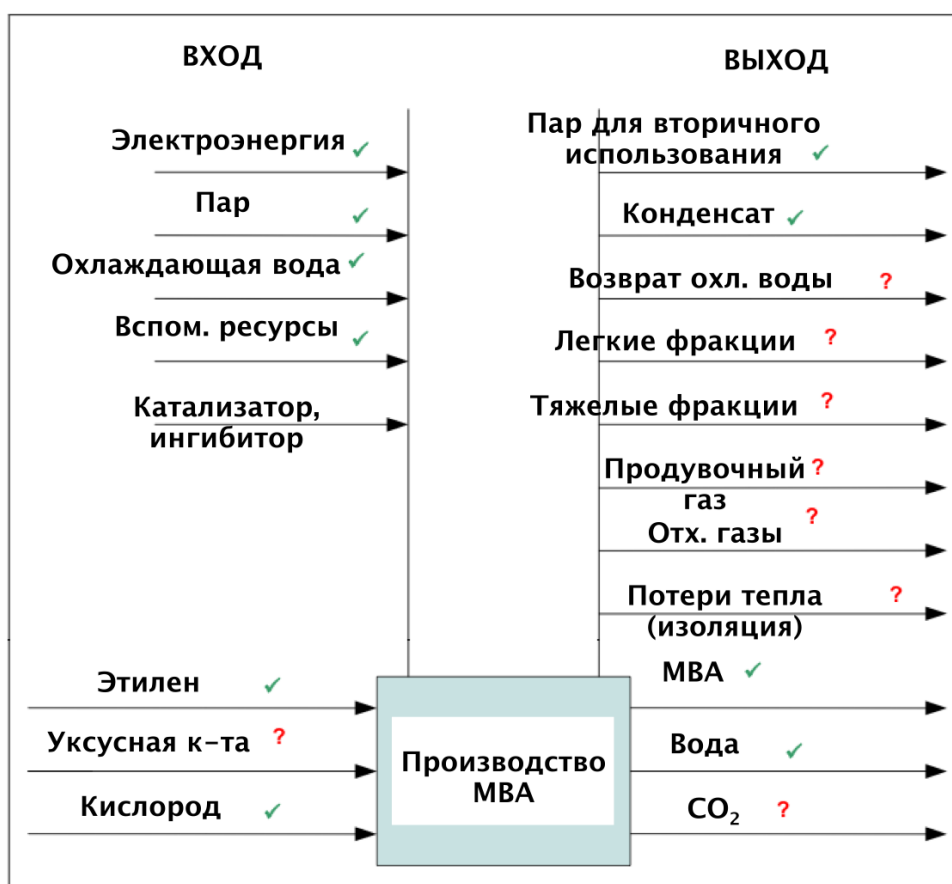 ВХОД
ВЫХОД
Электроэнергия ✓
Пар ✓
Охлаждающая вода ✓
Вспом. ресурсы ✓
Катализатор,
ингибитор
Пар для вторичного
использования ✓
Конденсат ✓
Возврат охл. воды ?
Легкие фракции ?
Тяжелые фракции ?
Продувочный ?
газ
Отх. газы ?
Потери тепла ?
(изоляция)
Этилен ✓
Уксусная к-та ?
Кислород ✓
Производство
МВА
МВА ✓
Вода ✓
CO₂ ?